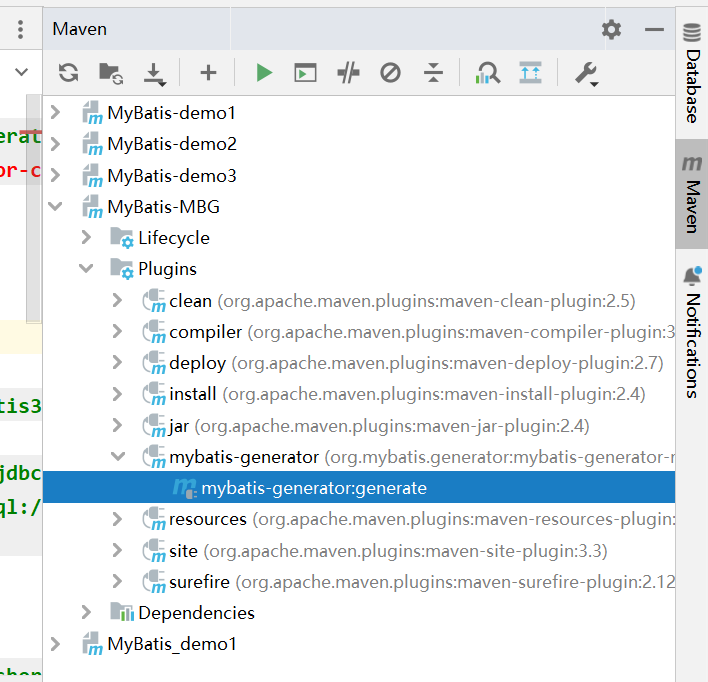 Maven
MyBatis-demo1
MyBatis-demo2
MyBatis-demo3
MyBatis-MBG
Lifecycle
Plugins
clean (org.apache.maven.plugins:maven-clean-plugin:2.5)
compiler (org.apache.maven.plugins:maven-compiler-plugin:3
deploy (org.apache.maven.plugins:maven-deploy-plugin:2.7)
install (org.apache.maven.plugins:maven-install-plugin:2.4)
jar (org.apache.maven.plugins:maven-jar-plugin:2.4)
mybatis-generator (org.mybatis.generator:mybatis-generator-r
mybatis-generator:generate
resources (org.apache.maven.plugins:maven-resources-plugin:
site (org.apache.maven.plugins:maven-site-plugin:3.3)
surefire (org.apache.maven.plugins:maven-surefire-plugin:2.12
Dependencies
MyBatis_demo1
erat
or-c
tis3
jdbc
ql:/
Database
Maven
Notifications